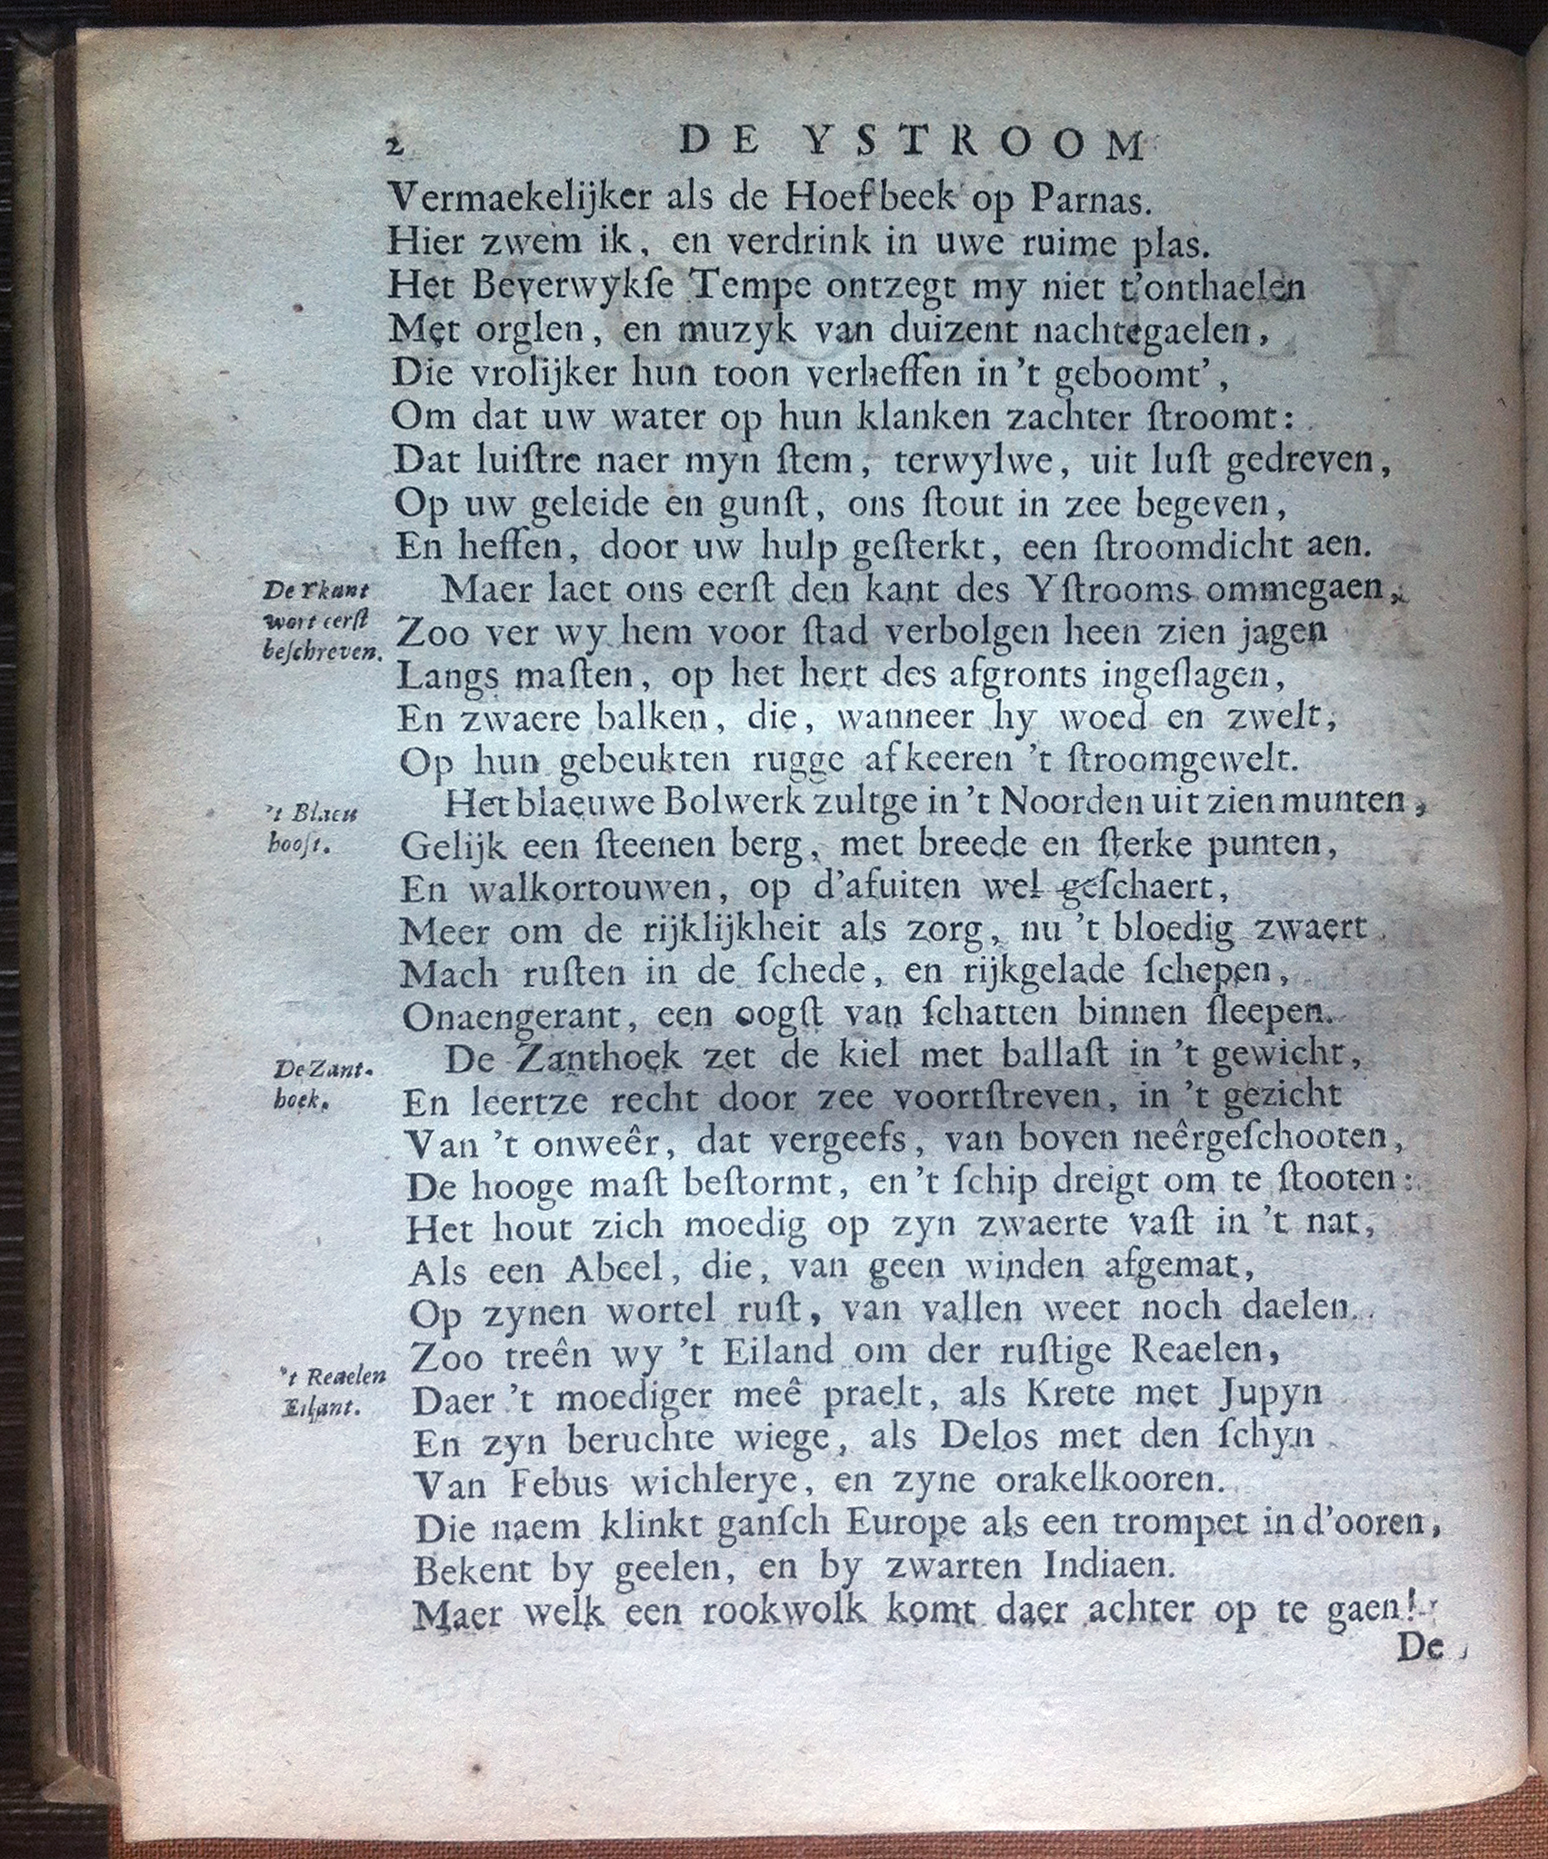 2 DE YSTROOM
Vermaekelijker als de Hoefbeek op Parnas.
Hier zwem ik, en verdrink in uwe ruime plas.
Het Beverwykſe Tempe ontzegt my niet t'onthaelen
Met orglen, en muzyk van duizent nachtegaelen,
Die vrolijker hun toon verheffen in 't geboomt',
Om dat uw water op hun klanken zachter ſtroomt:
Dat luiſtre naer myn ſtem, terwylwe, uit luſt gedreven,
Op uw geleide en gunſt, ons ſtout in zee begeven,
En heffen, door uw hulp geſterkt, een ſtroomdicht aen.
De Ykant
wort eerſt
beſchreven.
Maer laet ons eerſt den kant des Yſtrooms ommegaen,
Zoo ver wy hem voor ſtad verbolgen heen zien jagen
Langs maſten, op het hert des afgronts ingeſlagen,
En zwaere balken, die, wanneer hy woed en zwelt,
Op hun gebeukten rugge afkeeren 't ſtroomgewelt.
't Blaeu
hooft.
Het blaeuwe Bolwerk zultge in 't Noorden uit zien munten,
Gelijk een ſteenen berg, met breede en ſterke punten,
En walkortouwen, op d'afuiten wel geſchaert,
Meer om de rijklijkheit als zorg, nu 't bloedig zwaert
Mach ruſten in de ſchede, en rijkgelade ſchepen,
Onaengerant, een oogſt van ſchatten binnen ſleepen.
De Zant-
hoek.
De Zanthoek zet de kiel met ballaſt in 't gewicht,
En leertze recht door zee voortſtreven, in 't gezicht
Van 't onweêr, dat vergeefs, van boven neêrgeſchooten,
De hooge maſt beſtormt, en 't ſchip dreigt om te ſtooten:
Het hout zich moedig op zyn zwaerte vaſt in 't nat,
Als een Abeel, die, van geen winden afgemat,
Op zynen wortel ruſt, van vallen weet noch daelen.
't Reaelen
Eilant.
Zoo treên wy 't Eiland om der ruſtige Reaelen,
Daer 't moediger meê praelt, als Krete met Jupyn
En zyn beruchte wiege, als Delos met den ſchyn
Van Febus wichlerye, en zyne orakelkooren.
Die naem klinkt ganſch Europe als een trompet in d'ooren,
Bekent by geelen, en by zwarten Indiaen.
Maer welk een rookwolk komt daer achter op te gaen!
De